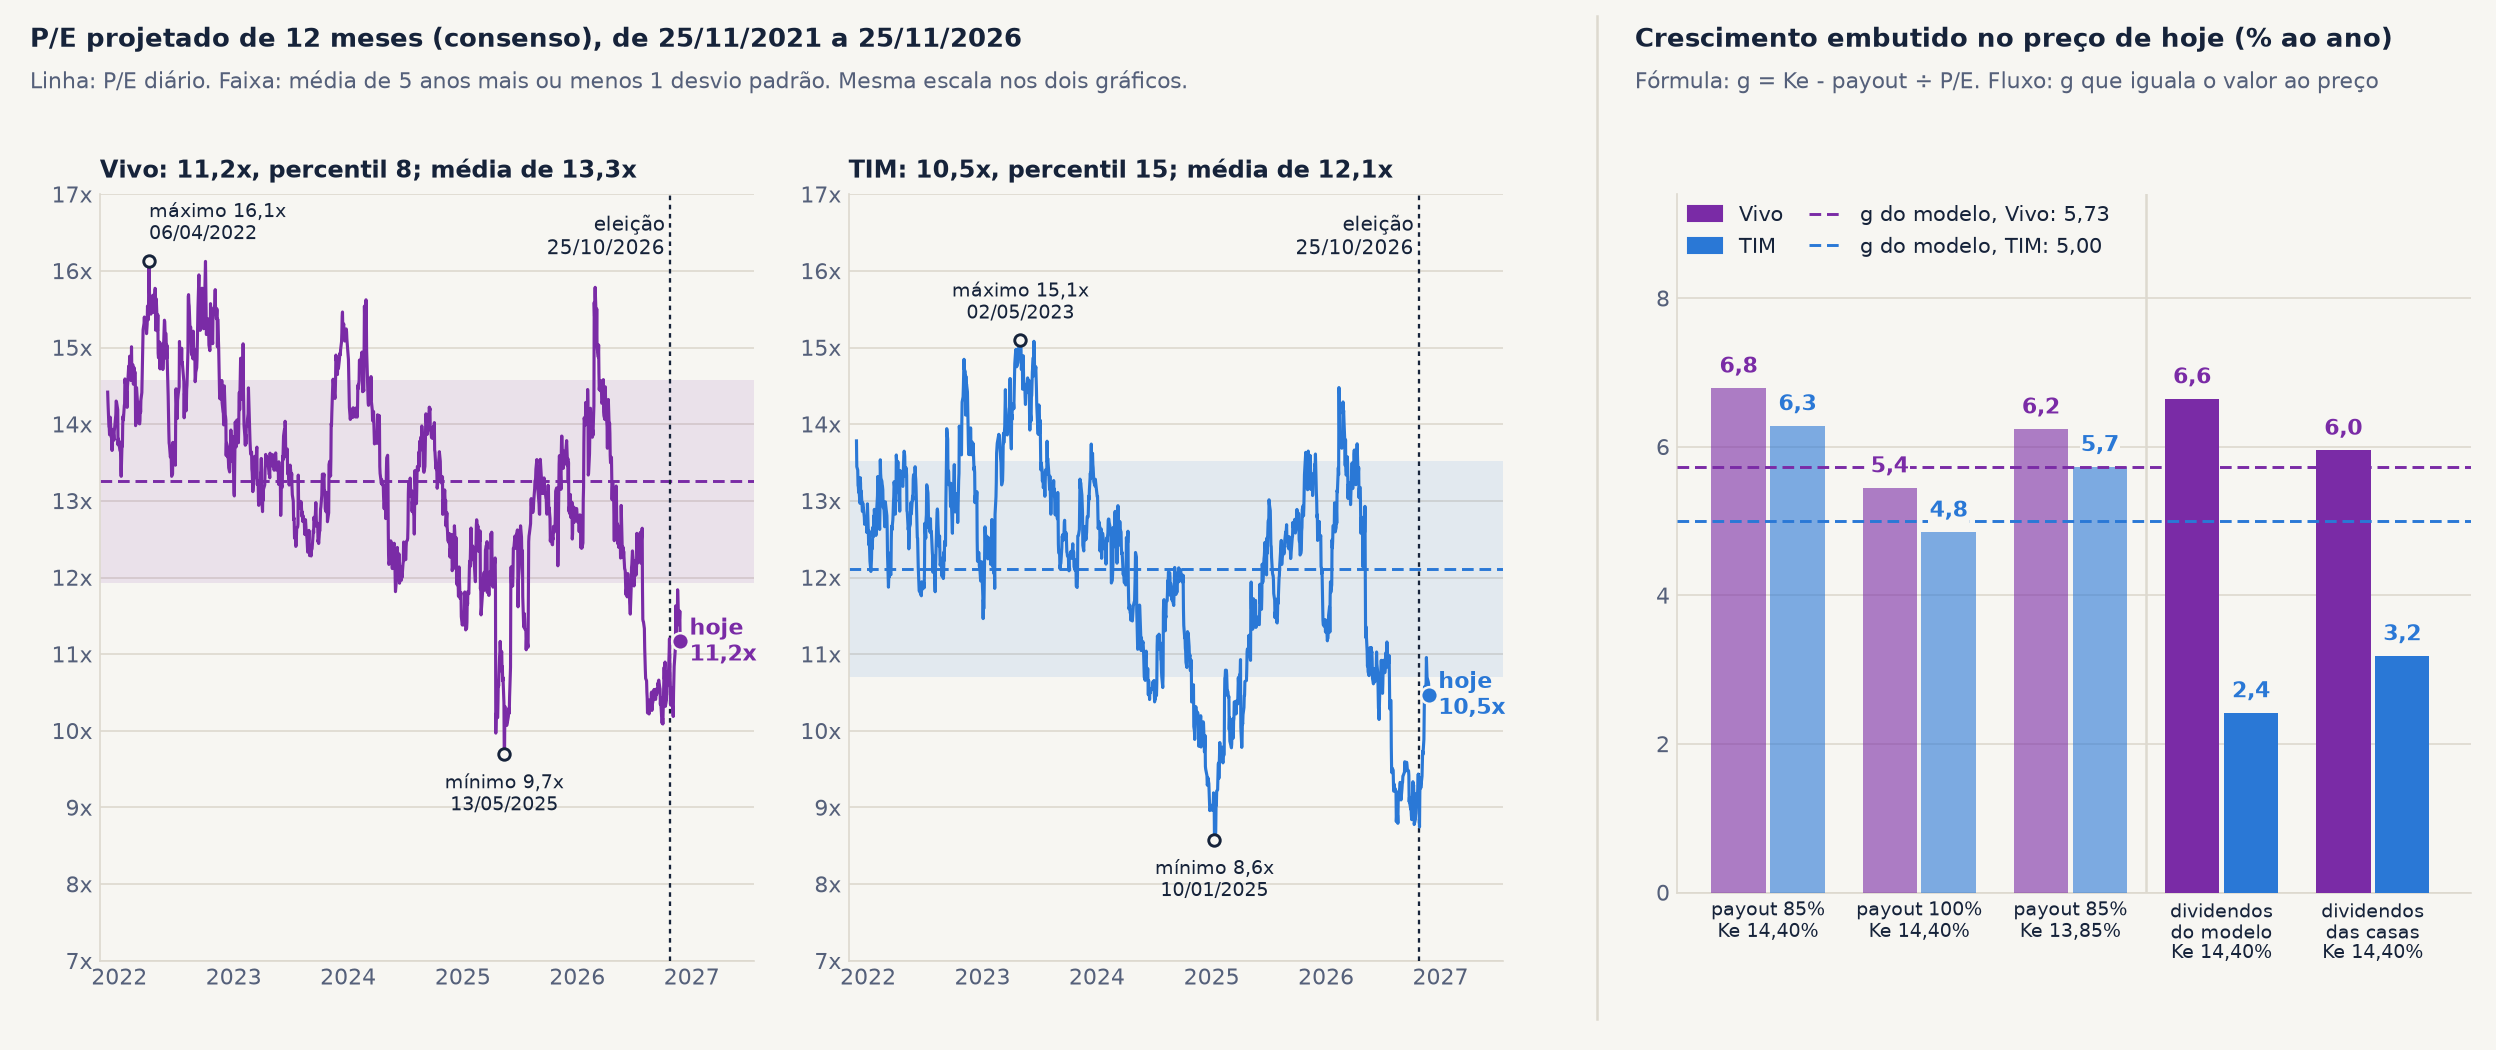 P/E projetado de 12 meses (consenso), de 25/11/2021 a 25/11/2026
Linha: P/E diário. Faixa: média de 5 anos mais ou menos 1 desvio padrão. Mesma escala nos dois gráficos.
Vivo: 11,2x, percentil 8; média de 13,3x
17x
16x
15x
14x
13x
12x
11x
10x
9x
8x
7x
máximo 16,1x
06/04/2022
eleição
25/10/2026
hoje
11,2x
mínimo 9,7x
13/05/2025
2022
2023
2024
2025
2026
2027
TIM: 10,5x, percentil 15; média de 12,1x
17x
16x
15x
14x
13x
12x
11x
10x
9x
8x
7x
máximo 15,1x
02/05/2023
eleição
25/10/2026
hoje
10,5x
mínimo 8,6x
10/01/2025
2022
2023
2024
2025
2026
2027
Crescimento embutido no preço de hoje (% ao ano)
Fórmula: g = Ke - payout ÷ P/E. Fluxo: g que iguala o valor ao preço
Vivo
TIM
g do modelo, Vivo: 5,73
g do modelo, TIM: 5,00
8
6
4
2
0
6,8
6,3
5,4
4,8
6,2
5,7
6,6
2,4
6,0
3,2
payout 85%
Ke 14,40%
payout 100%
Ke 14,40%
payout 85%
Ke 13,85%
dividendos
do modelo
Ke 14,40%
dividendos
das casas
Ke 14,40%